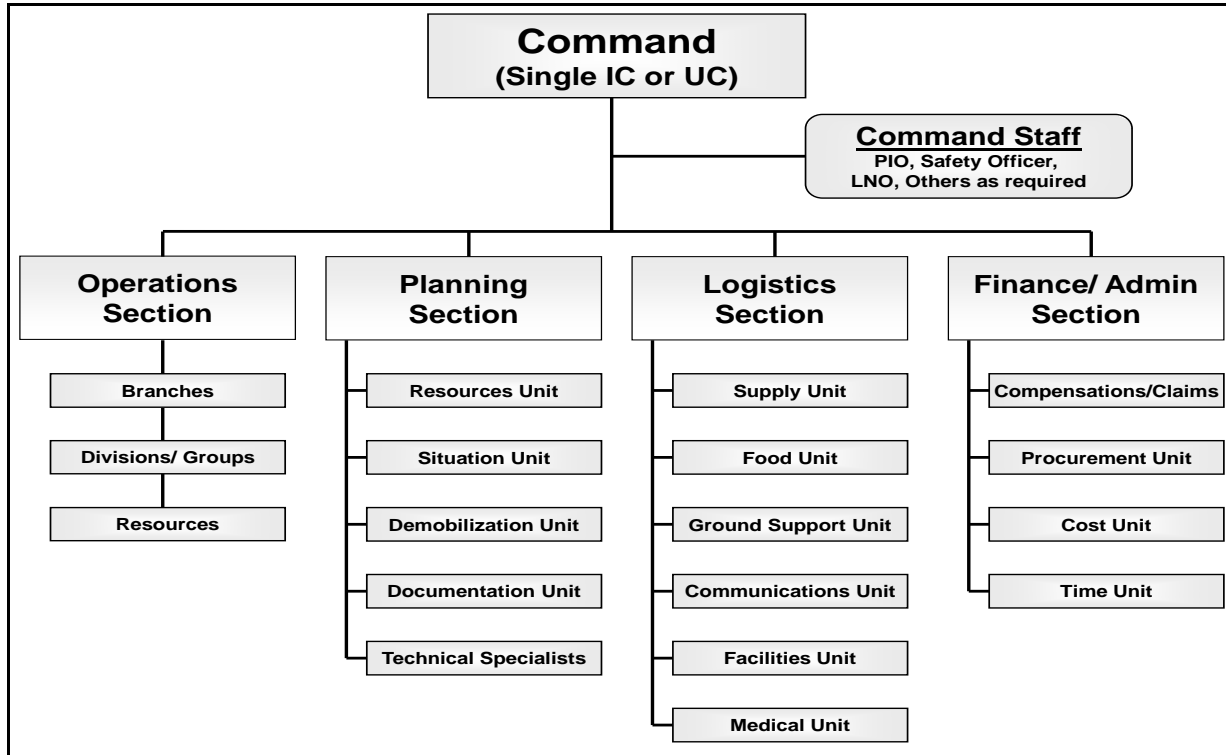 Command
(Single IC or UC)
Command Staff
PIO, Safety Officer,
LNO, Others as required
Operations
Section
Branches
Divisions/ Groups
Resources
Planning
Section
Resources Unit
Situation Unit
Demobilization Unit
Documentation Unit
Technical Specialists
Logistics
Section
Supply Unit
Food Unit
Ground Support Unit
Communications Unit
Facilities Unit
Medical Unit
Finance/ Admin
Section
Compensations/Claims
Procurement Unit
Cost Unit
Time Unit